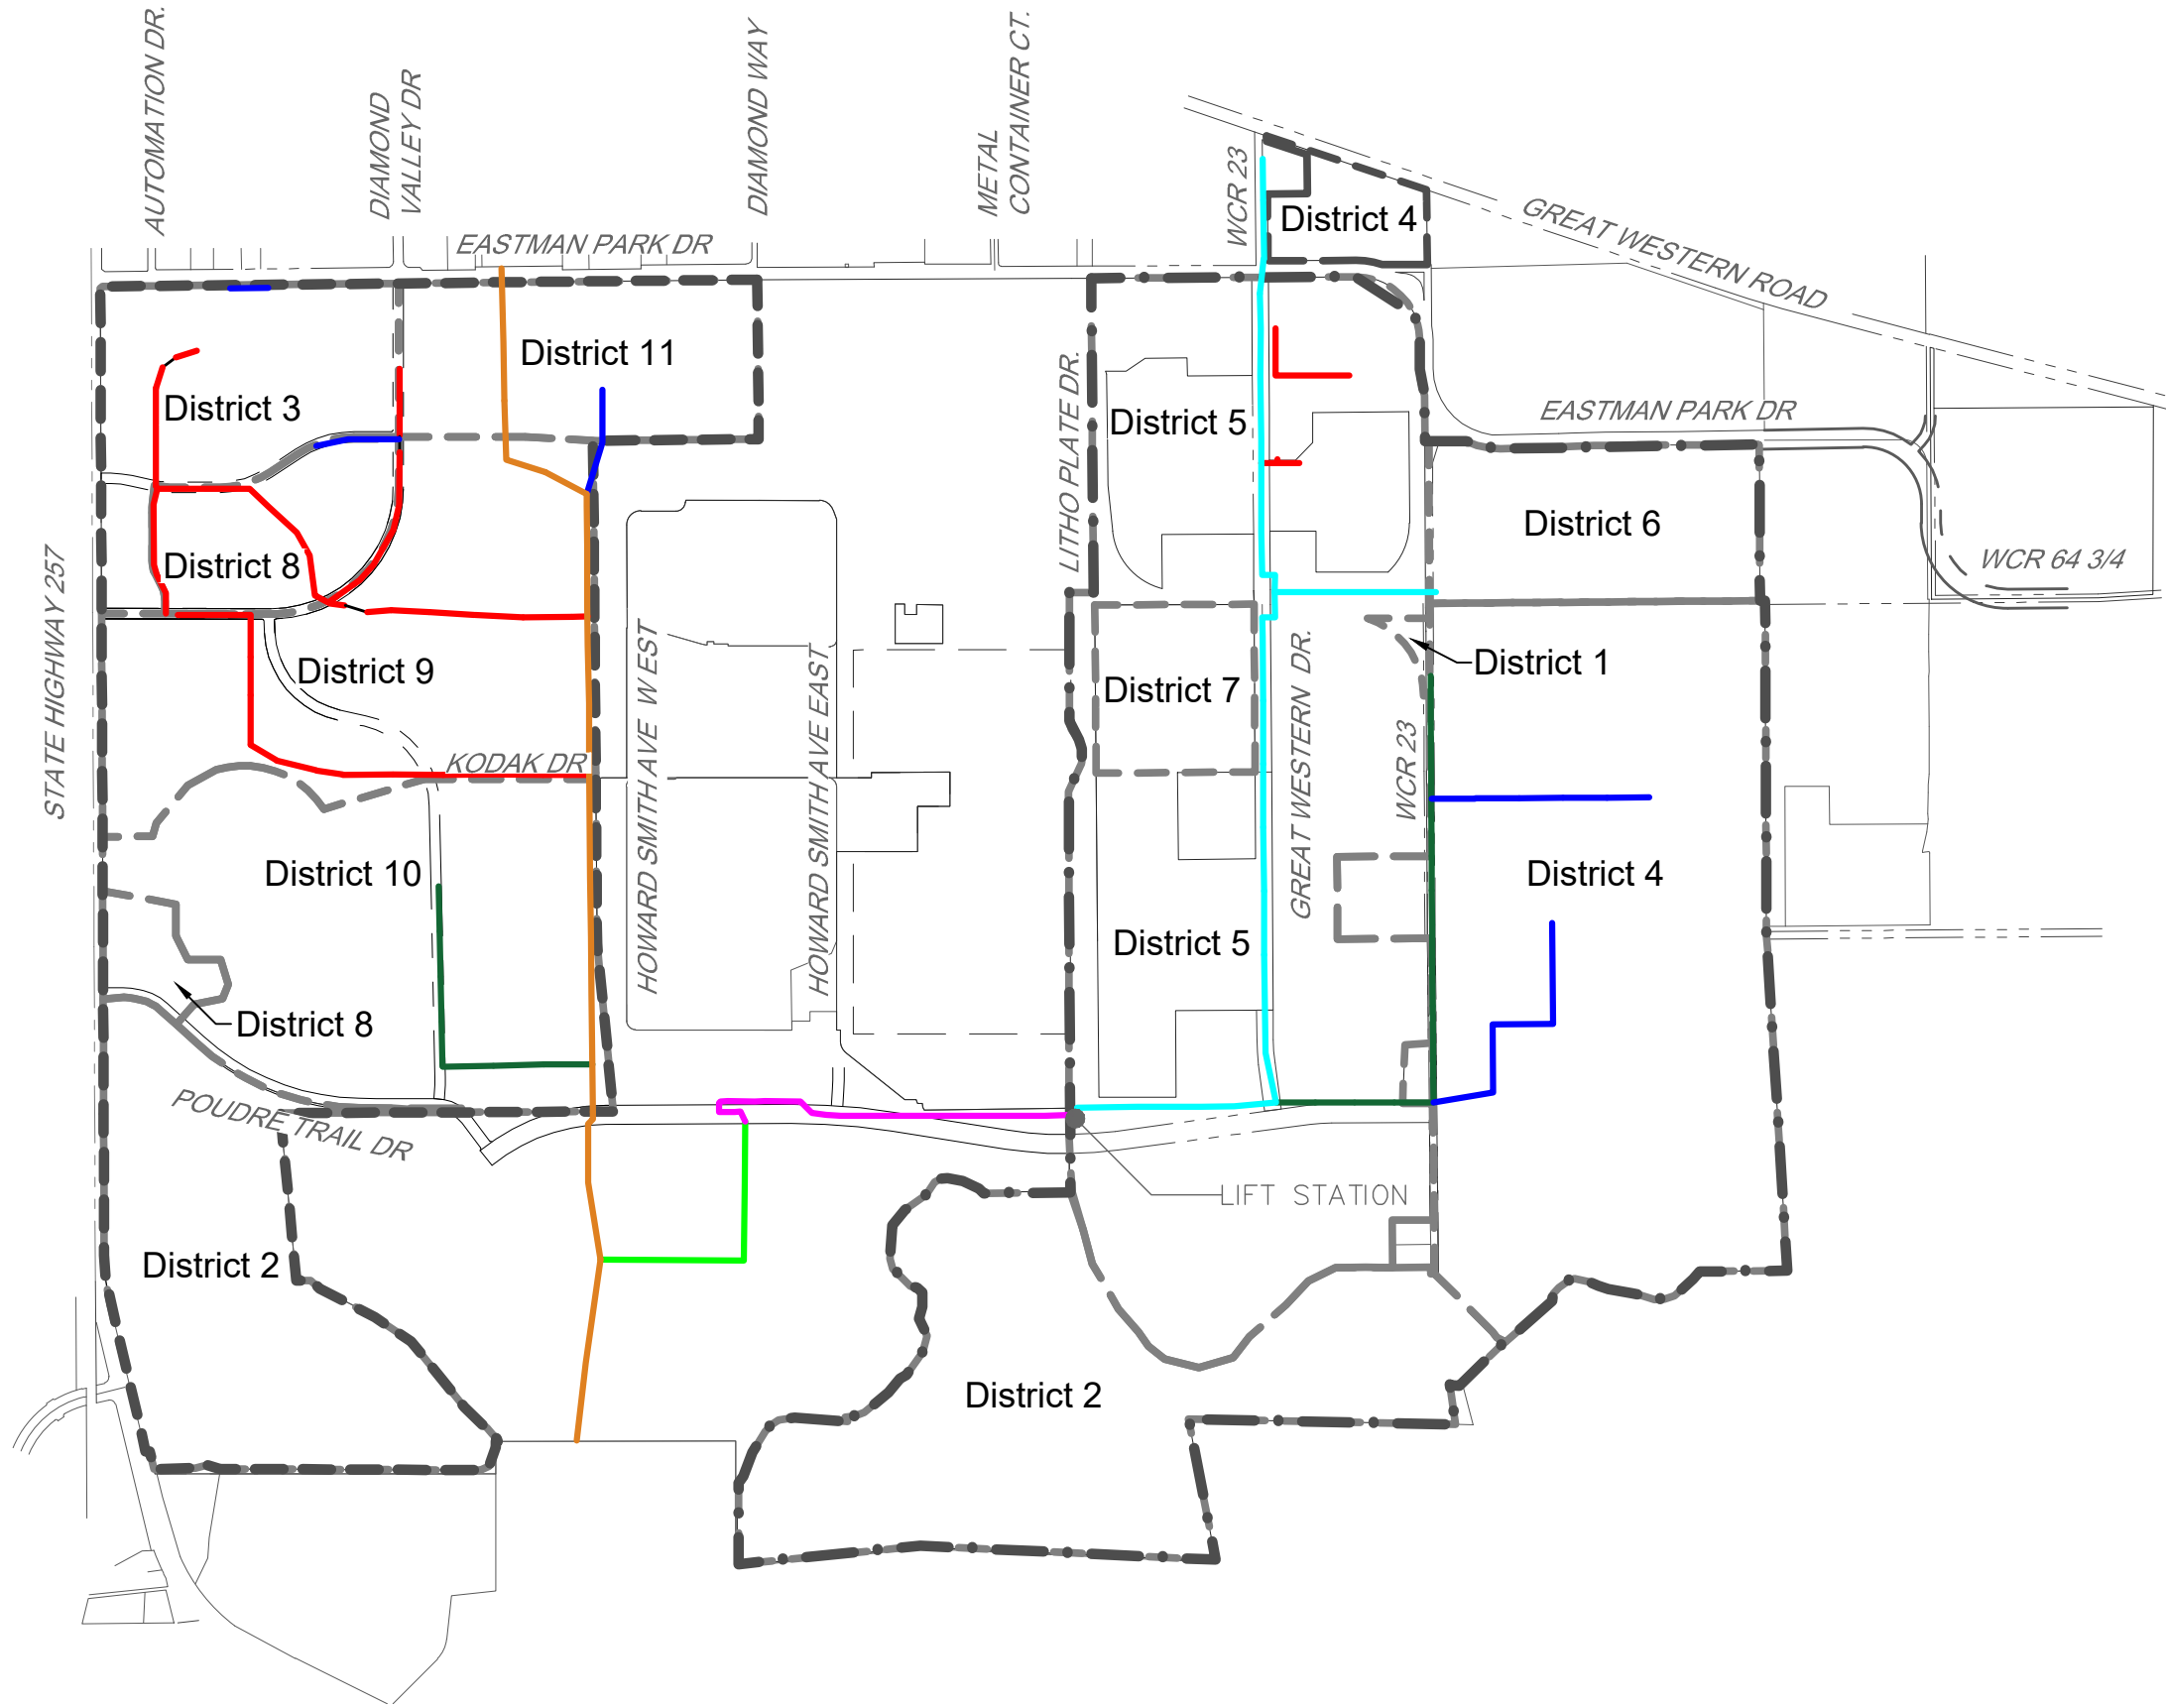 AUTOMATION DR.
DIAMOND
VALLEY DR
DIAMOND WAY
METAL
CONTAINER CT.
WCR 23
District 4
GREAT WESTERN ROAD
EASTMAN PARK DR
District 11
District 3
LITHO PLATE DR.
District 5
EASTMAN PARK DR
District 6
WCR 64 3/4
STATE HIGHWAY 257
District 8
District 9
HOWARD SMITH AVE WEST
HOWARD SMITH AVE EAST
District 7
GREAT WESTERN DR.
WCR 23
District 1
KODAK DR
District 10
District 4
District 5
District 8
POUDRE TRAIL DR
LIFT STATION
District 2
District 2